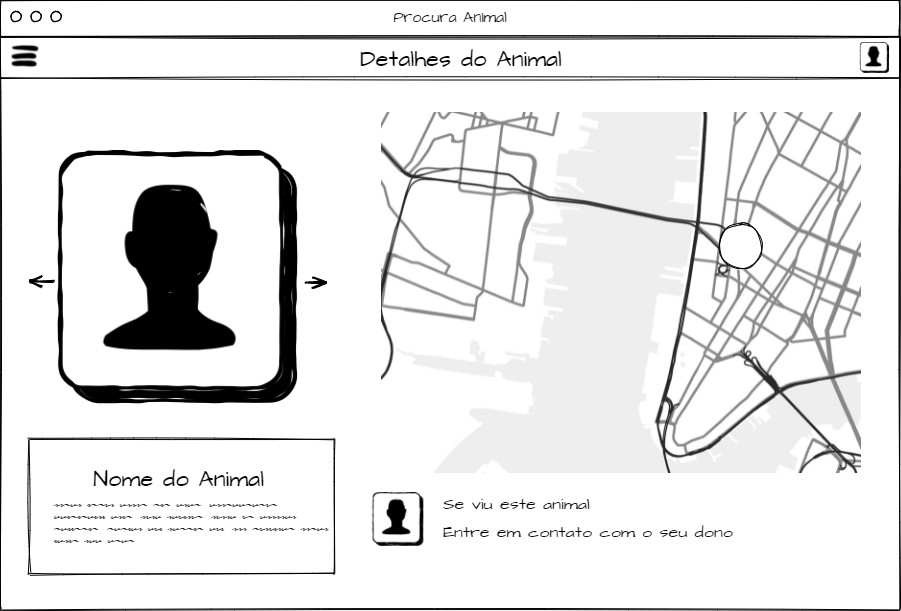 Procura Animal
Detalhes do Animal
Nome do Animal
Se viu este animal
Entre em contato com o seu dono